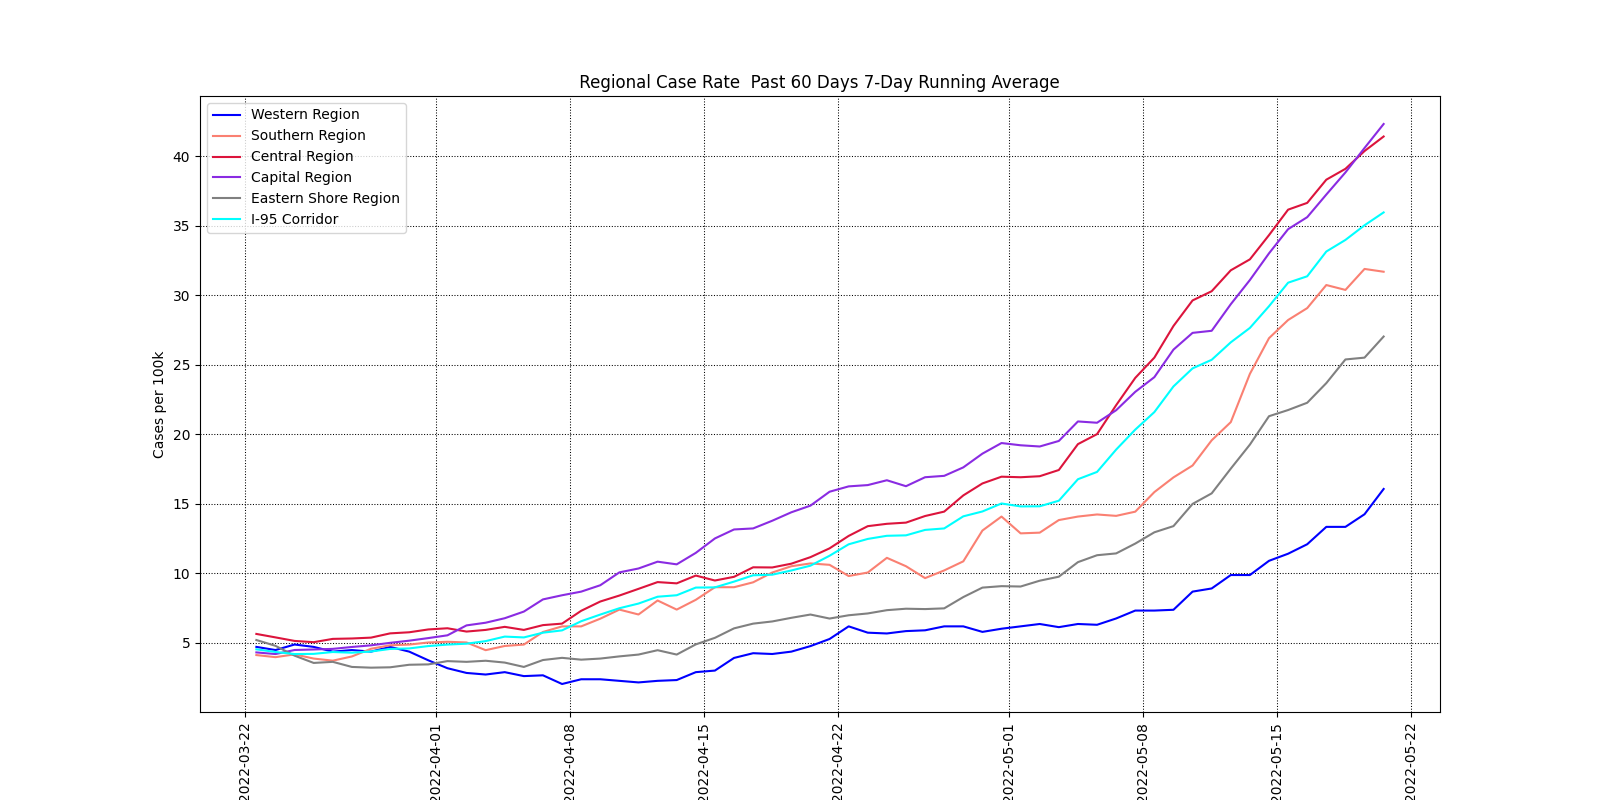 Regional Case Rate  Past 60 Days 7-Day Running Average
Western Region
Southern Region
Central Region
Capital Region
Eastern Shore Region
I-95 Corridor
Cases per 100k
40
35
30
25
20
15
10
5
2022-03-22
2022-04-01
2022-04-08
2022-04-15
2022-04-22
2022-05-01
2022-05-08
2022-05-15
2022-05-22